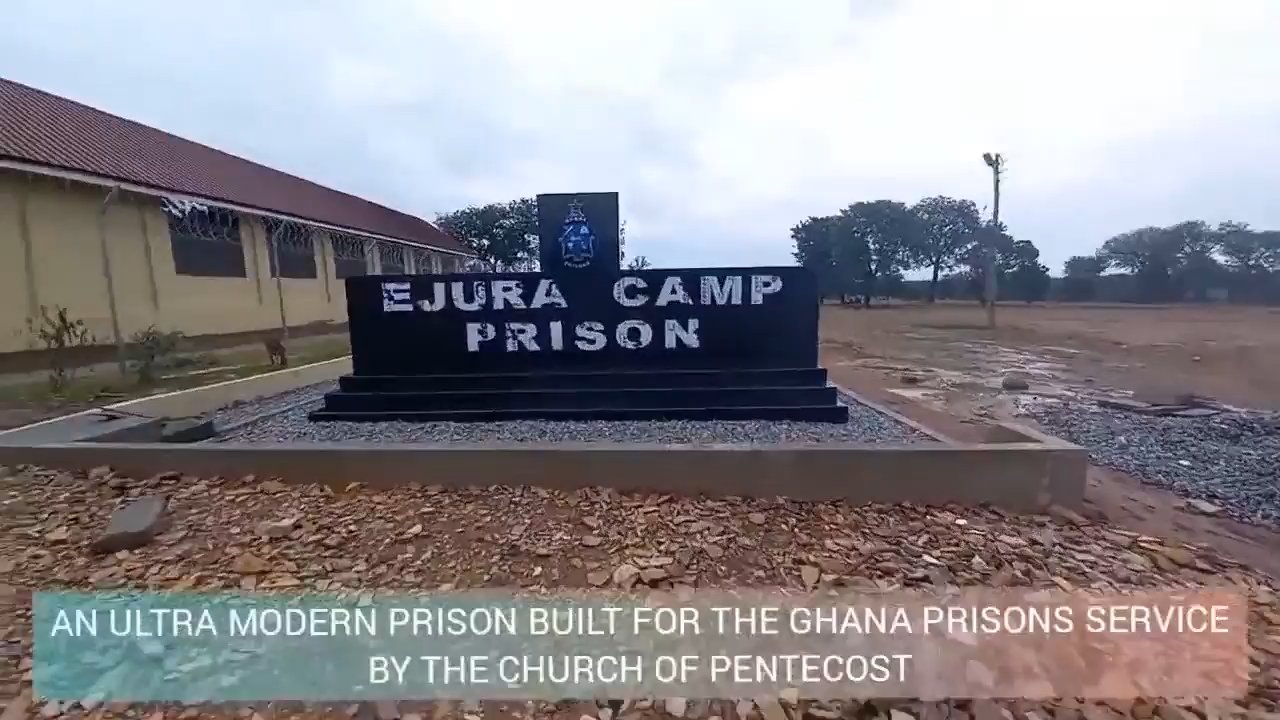 EJURA CAMP
PRISON
AN ULTRA MODERN PRISON BUILT FOR THE GHANA PRISONS SERVICE
BY THE CHURCH OF PENTECOST